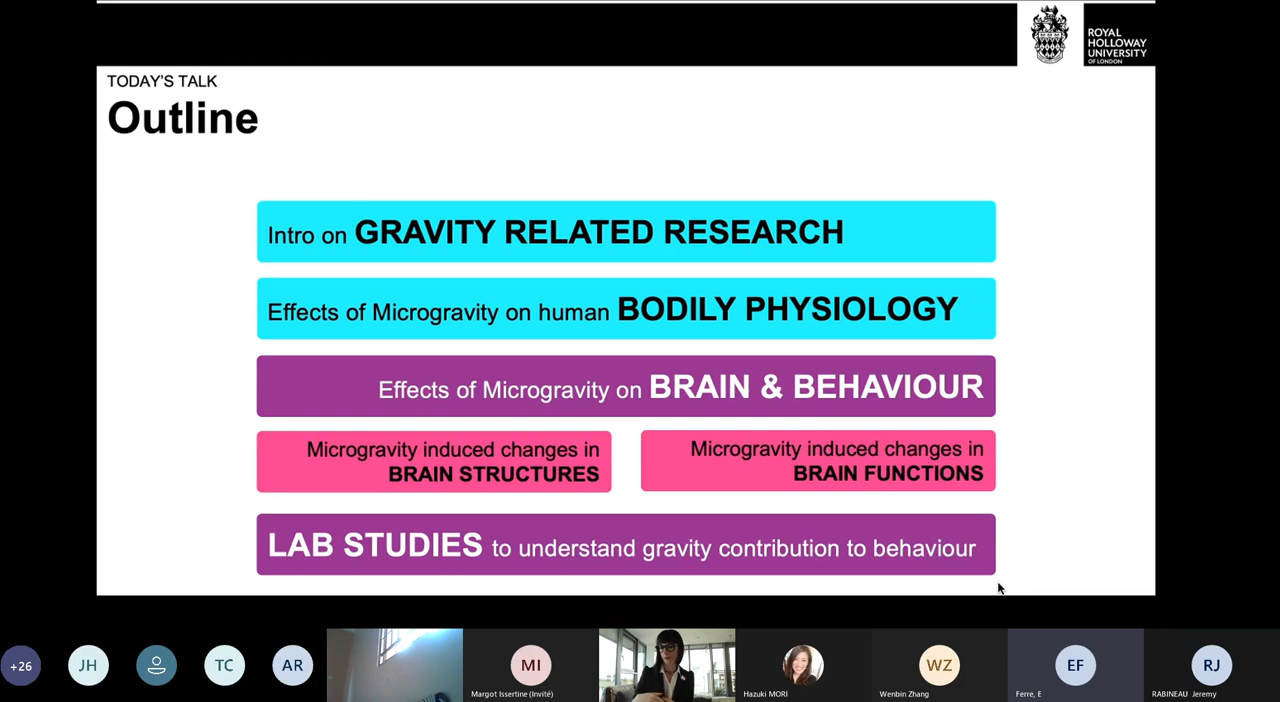 ROYAL
HOLLOWAY
UNIVERSITY
OF LONDON
TODAY'S TALK
Outline
Intro on GRAVITY RELATED RESEARCH
Effects of Microgravity on human BODILY PHYSIOLOGY
Effects of Microgravity on BRAIN & BEHAVIOUR
Microgravity induced changes in
BRAIN STRUCTURES
Microgravity induced changes in
BRAIN FUNCTIONS
LAB STUDIES to understand gravity contribution to behaviour
+26
JH
TC
AR
MI
Margot Issertine (Invité)
Hazuki MORI
WZ
Wenbin Zhang
EF
Ferre, E
RJ
RABINEAU Jeremy